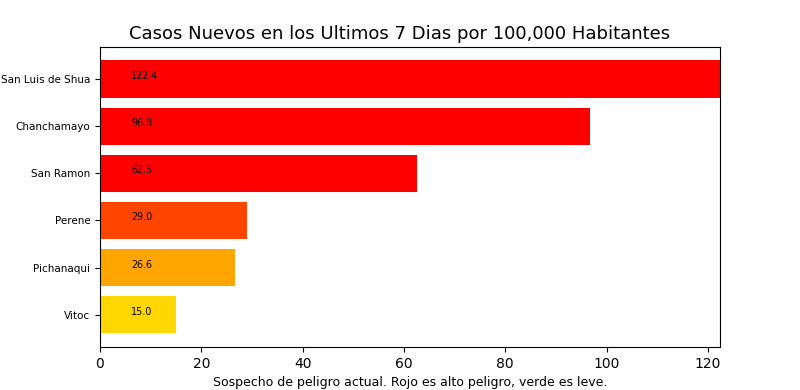 Casos Nuevos en los Ultimos 7 Dias por 100,000 Habitantes
San Luis de Shua 122.4
Chanchamayo 96.8
San Ramon 62.5
Perene 29.0
Pichanaqui 26.6
Vitoc 15.0
0 20 40 60 80 100 120
Sospecho de peligro actual. Rojo es alto peligro, verde es leve.